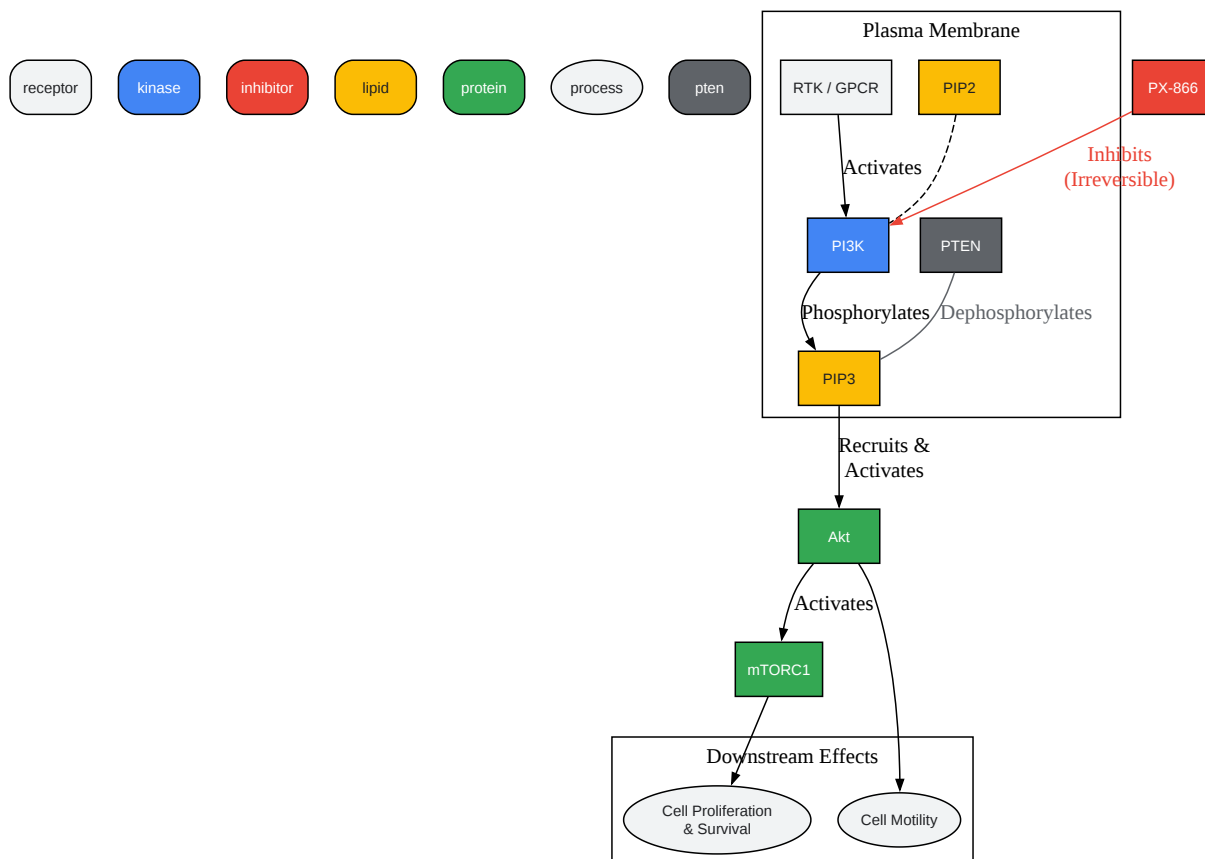 Plasma Membrane
receptor
kinase
inhibitor
lipid
protein
process
pten
RTK / GPCR
PIP2
PX-866
Activates
Inhibits
(Irreversible)
PI3K
PTEN
Phosphorylates
Dephosphorylates
PIP3
Recruits &
Activates
Akt
Activates
mTORC1
Downstream Effects
Cell Proliferation
& Survival
Cell Motility